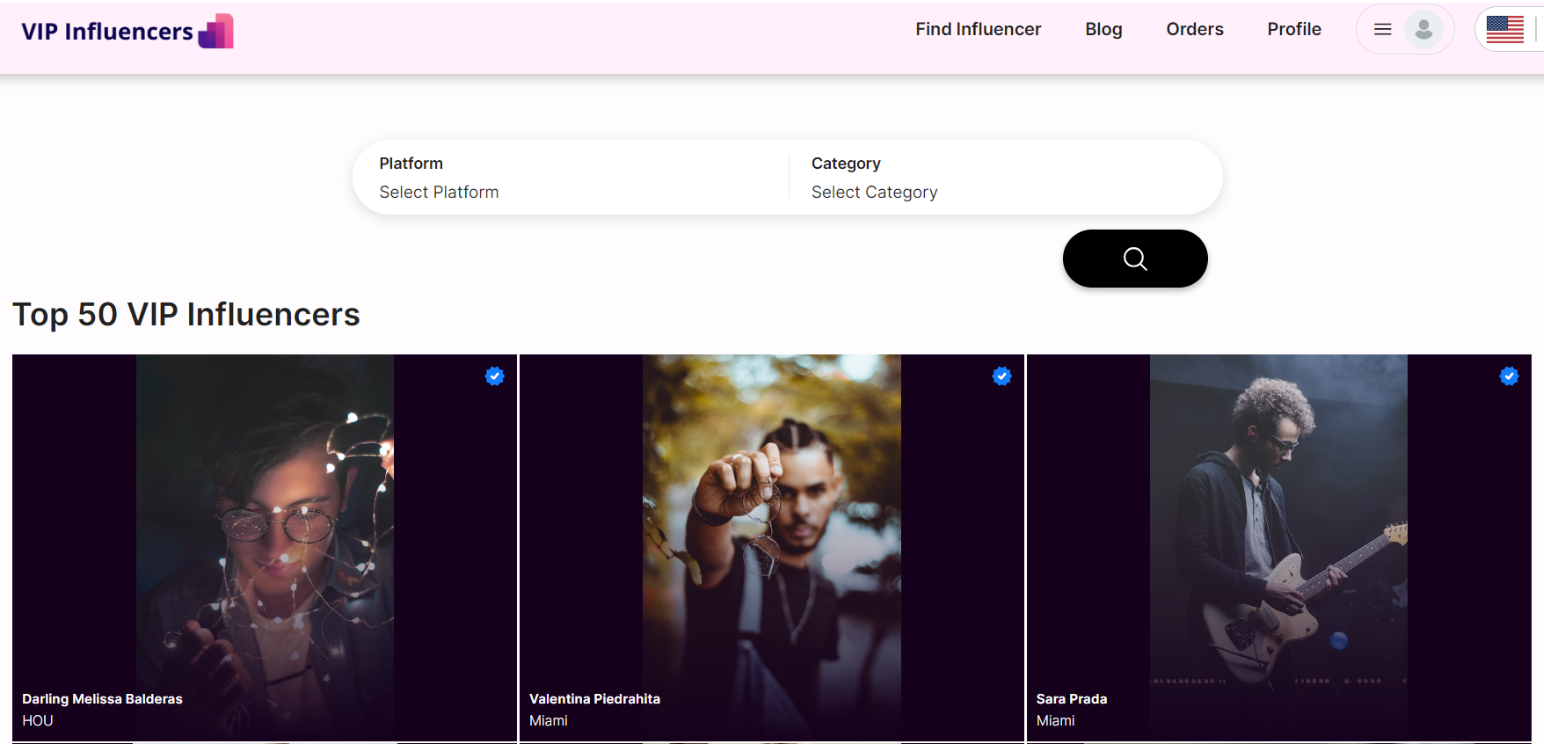 VIP Influencers
Find Influencer Blog Orders Profile
Platform Category
Select Platform Select Category
Top 50 VIP Influencers
Darling Melissa Balderas Valentina Piedrahita Sara Prada
HOU Miami Miami